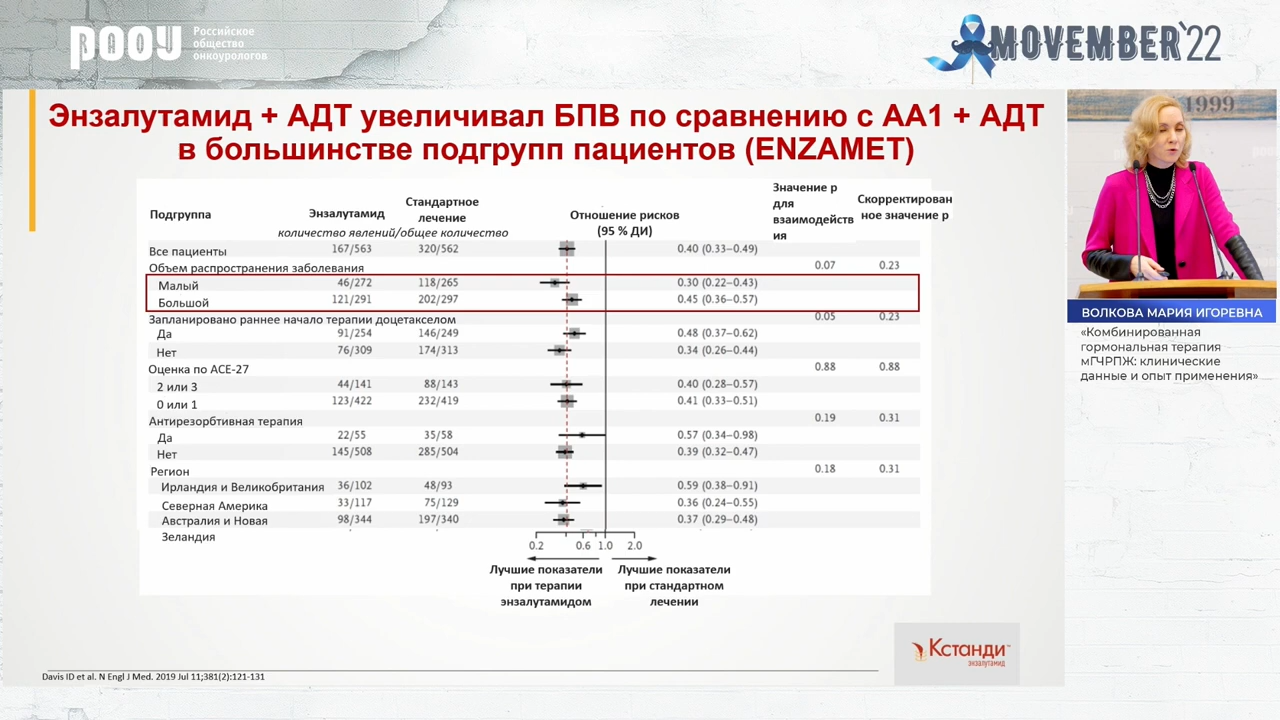 РООУ
Российское
общество
онкоурологов
MOVEMBER'22
Энзалутамид + АДТ увеличивал БПВ по сравнению с АА1 + АДТ
в большинстве подгрупп пациентов (ENZAMET)
Подгруппа Энзалутамид Стандартное лечение Отношение рисков (95 % ДИ) Значение p для взаимодейств ия Скорректирован ное значение p
количество явлений/общее количество
Все пациенты 167/563 320/562 0.40 (0.33–0.49)
Объем распространения заболевания 0.07 0.23
Малый 46/272 118/265 0.30 (0.22–0.43)
Большой 121/291 202/297 0.45 (0.36–0.57)
Запланировано раннее начало терапии доцетакселом 0.05 0.23
Да 91/254 146/249 0.48 (0.37–0.62)
Нет 76/309 174/313 0.34 (0.26–0.44)
Оценка по ACE-27 0.88 0.88
2 или 3 44/141 88/143 0.40 (0.28–0.57)
0 или 1 123/422 232/419 0.41 (0.33–0.51)
Антирезорбтивная терапия 0.19 0.31
Да 22/55 35/58 0.57 (0.34–0.98)
Нет 145/508 285/504 0.39 (0.32–0.47)
Регион 0.18 0.31
Ирландия и Великобритания 36/102 48/93 0.59 (0.38–0.91)
Северная Америка 33/117 75/129 0.36 (0.24–0.55)
Австралия и Новая 98/344 197/340 0.37 (0.29–0.48)
Зеландия
0.2 0.6 1.0 2.0
Лучшие показатели
при терапии
энзалутамидом
Лучшие показатели
при стандартном
лечении
Кстанди™
энзалутамид
Davis ID et al. N Engl J Med. 2019 Jul 11;381(2):121-131
1999
ВОЛКОВА МАРИЯ ИГОРЕВНА
«Комбинированная
гормональная терапия
мГЧРПЖ: клинические
данные и опыт применения»